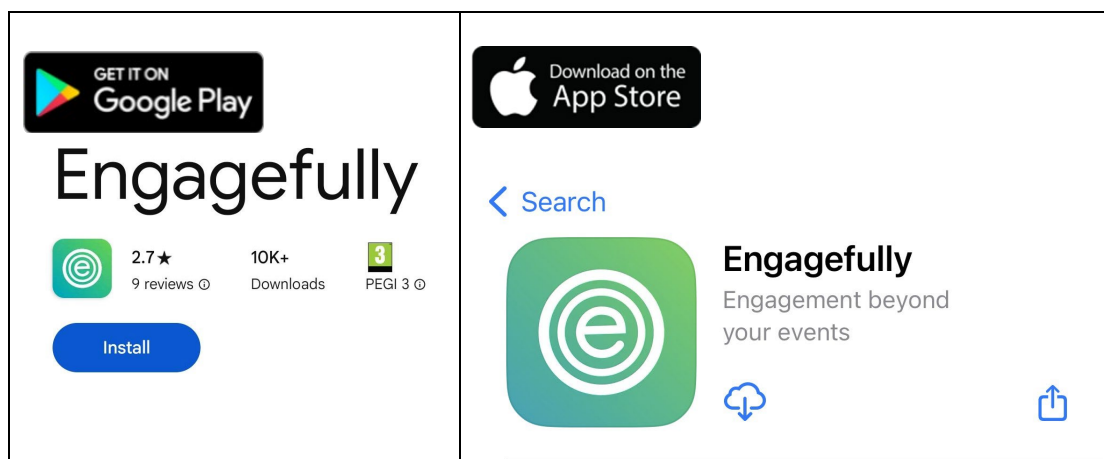 GET IT ON
Google Play
Engagefully
2.7★ 10K+ 3
9 reviews Downloads PEGI 3
Install
Download on the
App Store
Search
e
Engagefully
Engagement beyond
your events